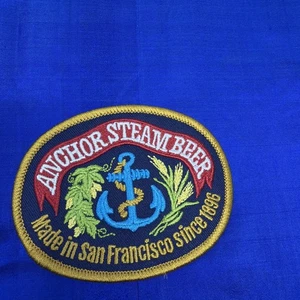 ANCHOR STEAM BEER
Made in San Francisco since 1896